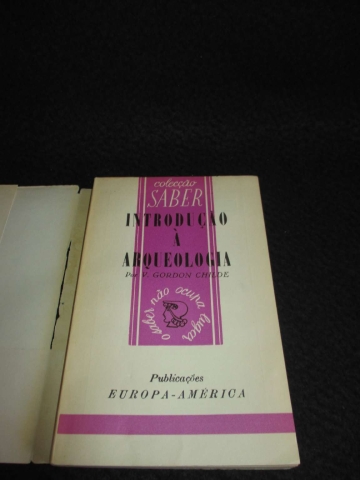 colecção
SABER
INTRODUÇÃO
À
ARQUEOLOGIA
Por V. GORDON CHILDE
o saber não ocupa lugar
Publicações
EUROPA-AMÉRICA